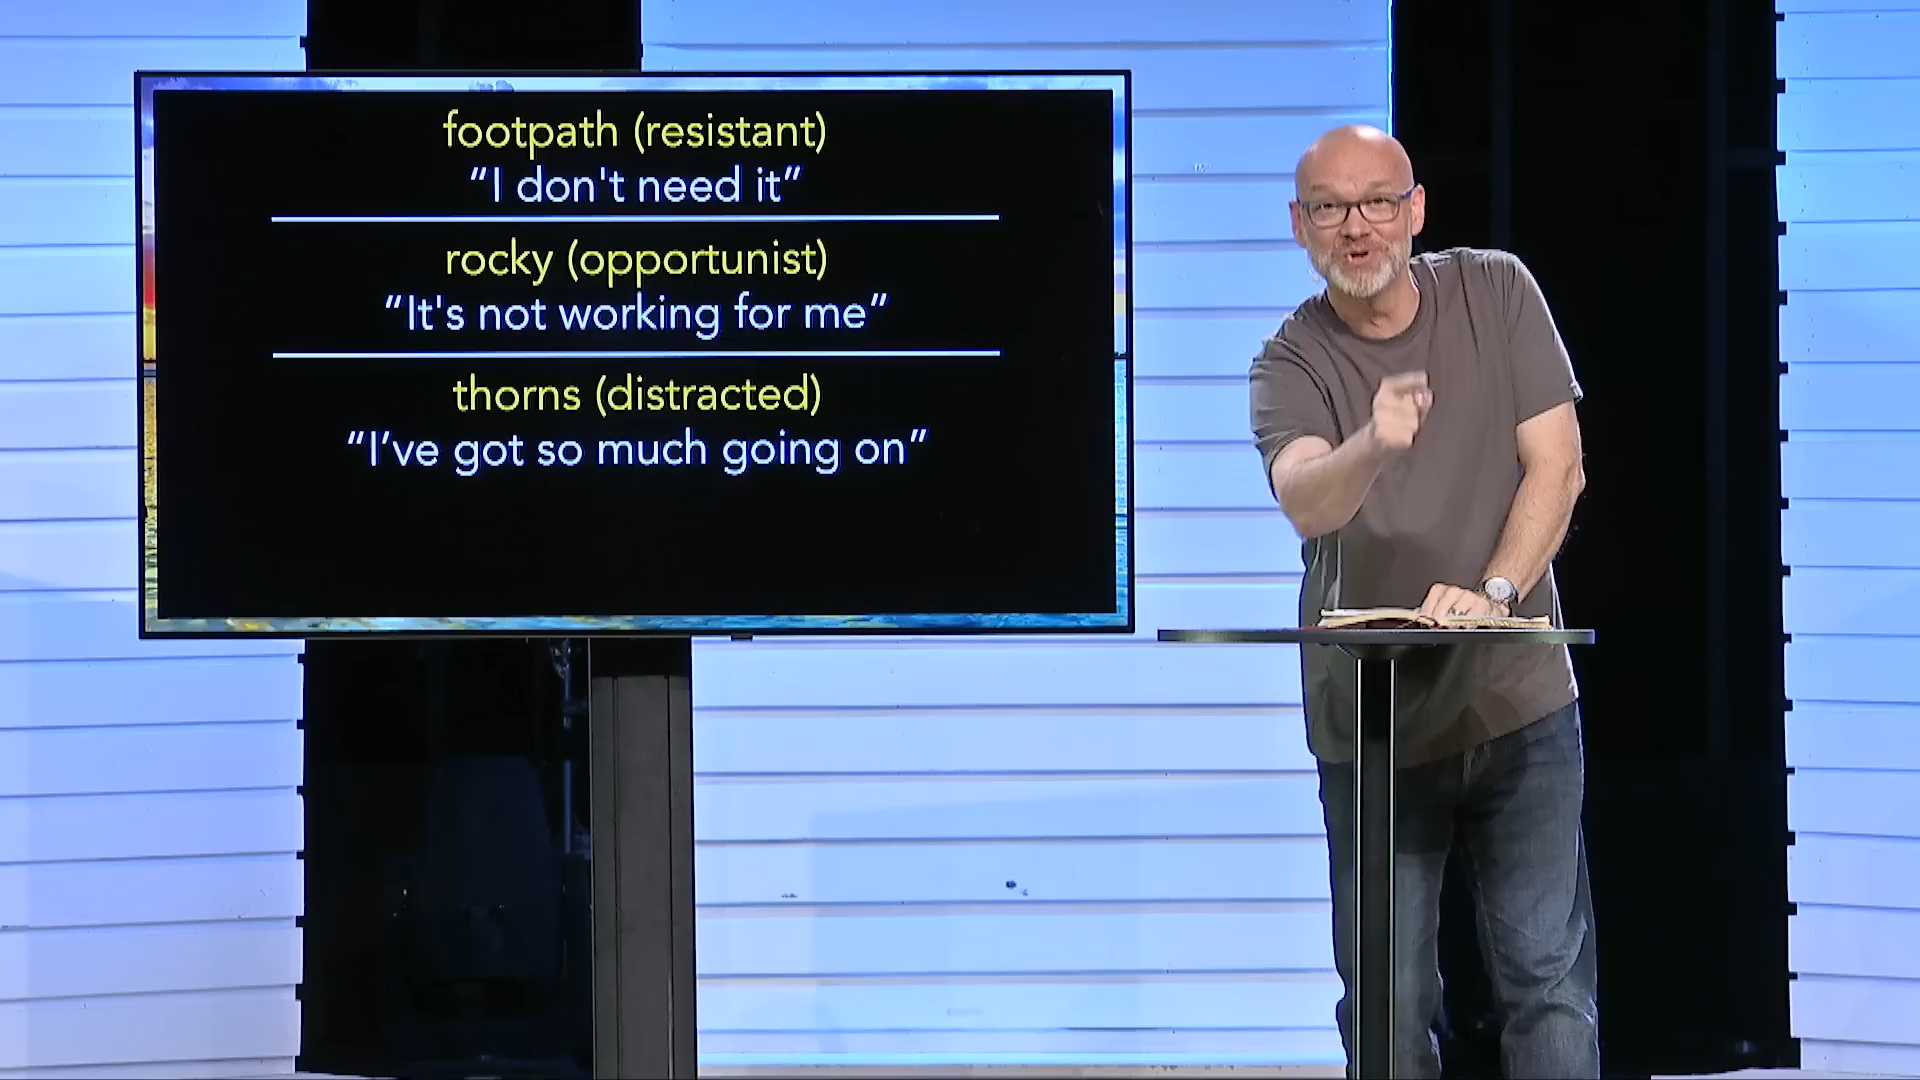 footpath (resistant)
“I don't need it”
rocky (opportunist)
“It's not working for me”
thorns (distracted)
“I’ve got so much going on”